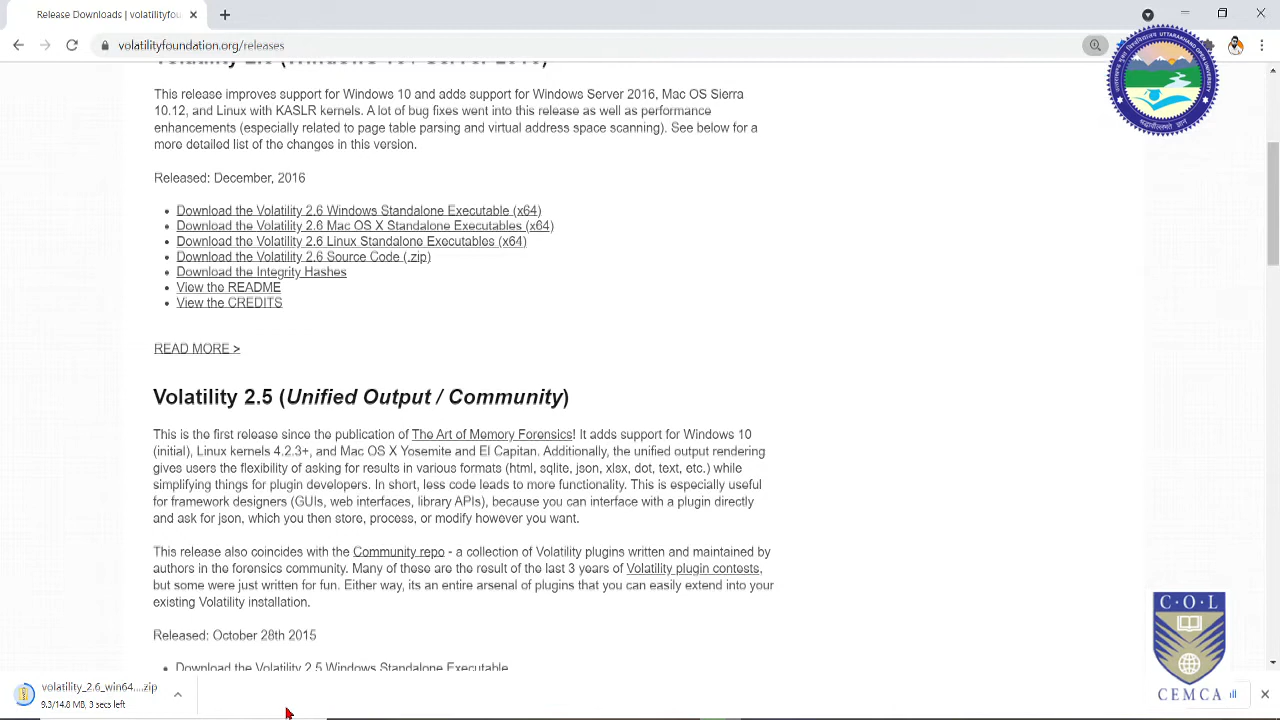 Release Downloads | volatilityfou
volatilityfoundation.org/releases
This release improves support for Windows 10 and adds support for Windows Server 2016, Mac OS Sierra
10.12, and Linux with KASLR kernels. A lot of bug fixes went into this release as well as performance
enhancements (especially related to page table parsing and virtual address space scanning). See below for a
more detailed list of the changes in this version.
Released: December, 2016
Download the Volatility 2.6 Windows Standalone Executable (x64)
Download the Volatility 2.6 Mac OS X Standalone Executables (x64)
Download the Volatility 2.6 Linux Standalone Executables (x64)
Download the Volatility 2.6 Source Code (.zip)
Download the Integrity Hashes
View the README
View the CREDITS
READ MORE >
Volatility 2.5 (Unified Output / Community)
This is the first release since the publication of The Art of Memory Forensics! It adds support for Windows 10
(initial), Linux kernels 4.2.3+, and Mac OS X Yosemite and El Capitan. Additionally, the unified output rendering
gives users the flexibility of asking for results in various formats (html, sqlite, json, xlsx, dot, text, etc.) while
simplifying things for plugin developers. In short, less code leads to more functionality. This is especially useful
for framework designers (GUIs, web interfaces, library APIs), because you can interface with a plugin directly
and ask for json, which you then store, process, or modify however you want.
This release also coincides with the Community repo - a collection of Volatility plugins written and maintained by
authors in the forensics community. Many of these are the result of the last 3 years of Volatility plugin contests,
but some were just written for fun. Either way, its an entire arsenal of plugins that you can easily extend into your
existing Volatility installation.
Released: October 28th 2015
Download the Volatility 2.5 Windows Standalone Executable
volatility_2.6_win64....zip
9.3/14.8 MB, 3 secs left
UTTARAKHAND OPEN UNIVERSITY
C·O·L
CEMCA